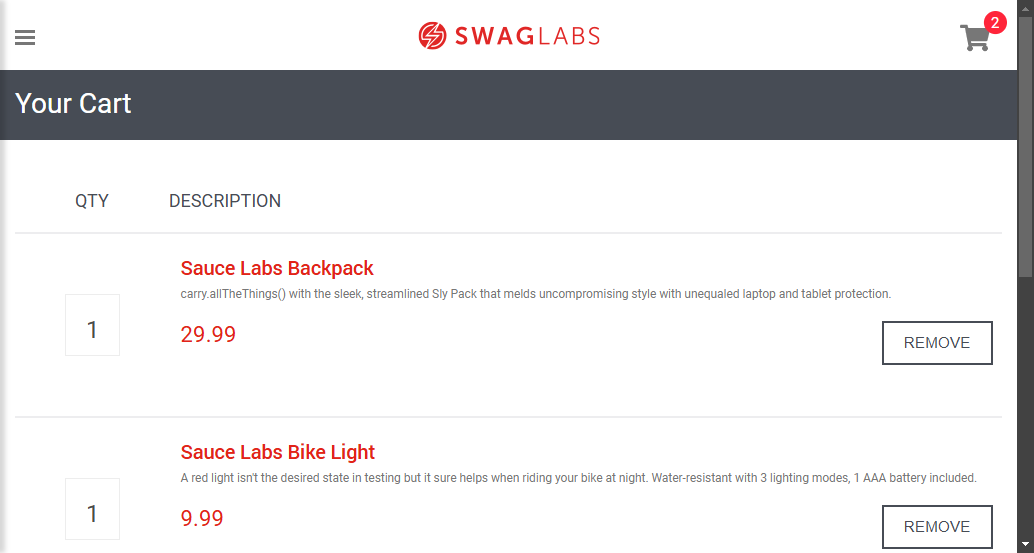 SWAGLABS
2
Your Cart
QTY DESCRIPTION
Sauce Labs Backpack
carry.allTheThings() with the sleek, streamlined Sly Pack that melds uncompromising style with unequaled laptop and tablet protection.
1
29.99
REMOVE
Sauce Labs Bike Light
A red light isn't the desired state in testing but it sure helps when riding your bike at night. Water-resistant with 3 lighting modes, 1 AAA battery included.
1
9.99
REMOVE